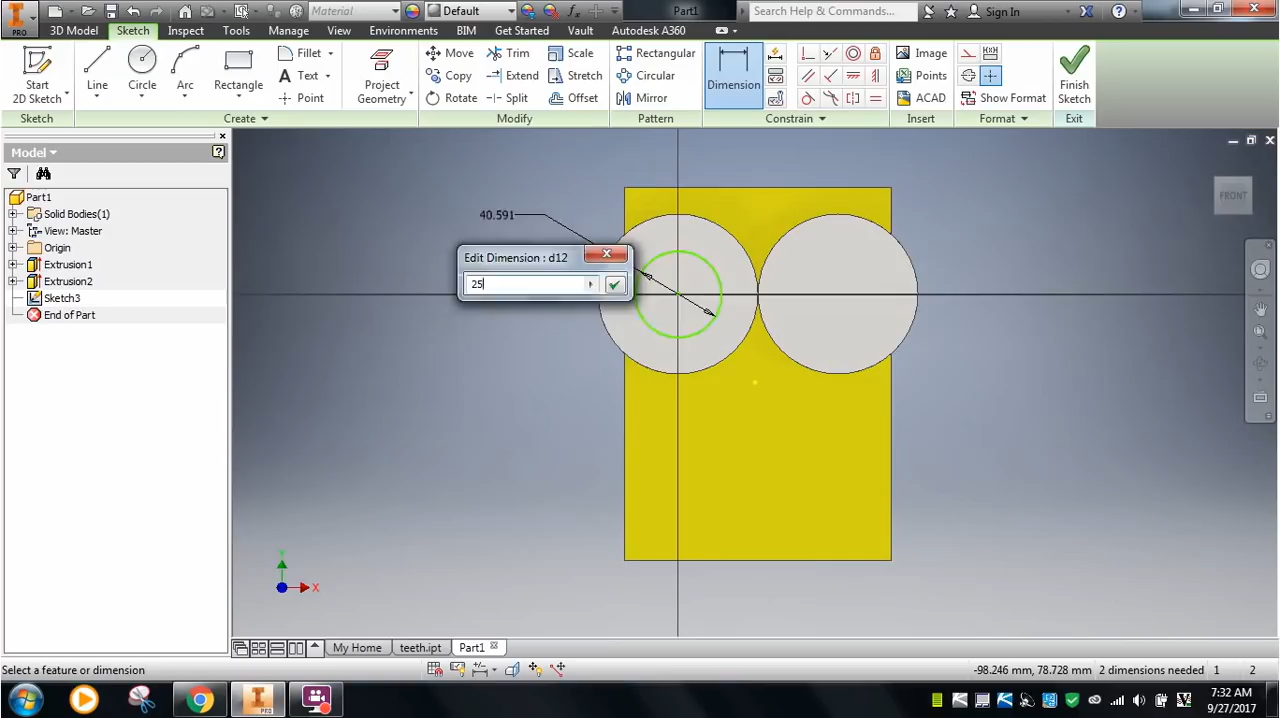 Material
Default
Part1
Search Help & Commands...
Sign In
PRO
3D Model
Sketch
Inspect
Tools
Manage
View
Environments
BIM
Get Started
Vault
Autodesk A360
Start
2D Sketch
Line
Circle
Arc
Rectangle
Fillet
Text
Point
Project
Geometry
Move
Copy
Rotate
Trim
Extend
Split
Scale
Stretch
Offset
Rectangular
Circular
Mirror
Dimension
Image
Points
ACAD
Show Format
Finish
Sketch
Sketch
Create
Modify
Pattern
Constrain
Insert
Format
Exit
Model
Part1
Solid Bodies(1)
View: Master
Origin
Extrusion1
Extrusion2
Sketch3
End of Part
40.591
Edit Dimension : d12
25
FRONT
Y
X
My Home
teeth.ipt
Part1
Select a feature or dimension
-98.246 mm, 78.728 mm
2 dimensions needed
1
2
PRO
7:32 AM
9/27/2017